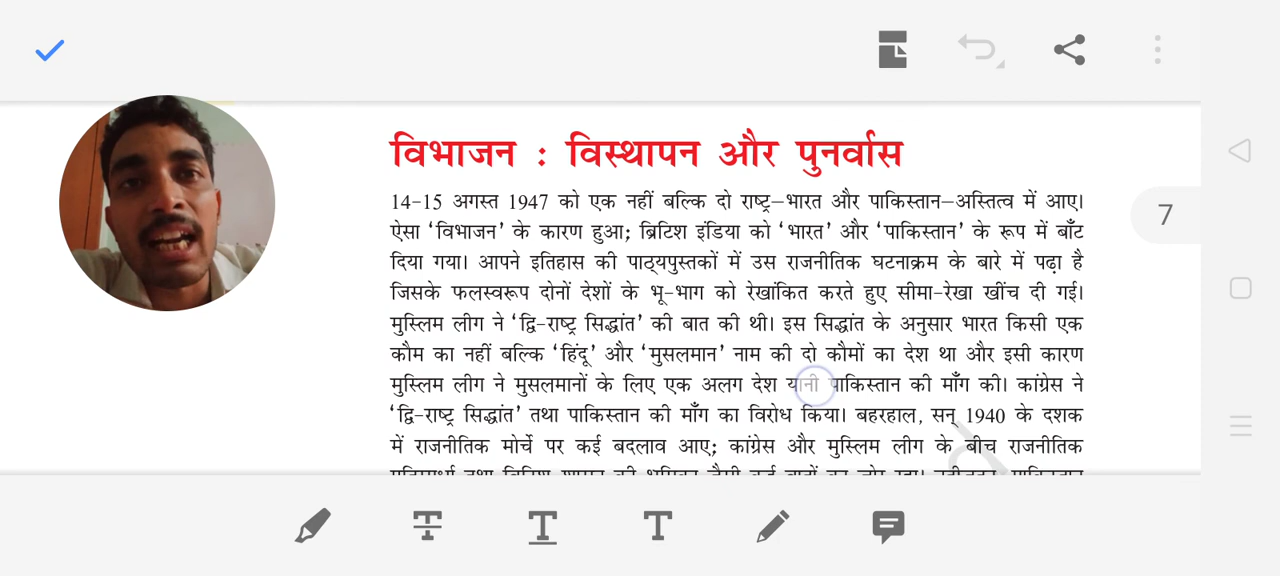 विभाजन : विस्थापन और पुनर्वास
14-15 अगस्त 1947 को एक नहीं बल्कि दो राष्ट्र–भारत और पाकिस्तान–अस्तित्व में आए।
7
ऐसा ‘विभाजन’ के कारण हुआ; ब्रिटिश इंडिया को ‘भारत’ और ‘पाकिस्तान’ के रूप में बाँट
दिया गया। आपने इतिहास की पाठ्यपुस्तकों में उस राजनीतिक घटनाक्रम के बारे में पढ़ा है
जिसके फलस्वरूप दोनों देशों के भू-भाग को रेखांकित करते हुए सीमा-रेखा खींच दी गई।
मुस्लिम लीग ने ‘द्वि-राष्ट्र सिद्धांत’ की बात की थी। इस सिद्धांत के अनुसार भारत किसी एक
कौम का नहीं बल्कि ‘हिंदू’ और ‘मुसलमान’ नाम की दो कौमों का देश था और इसी कारण
मुस्लिम लीग ने मुसलमानों के लिए एक अलग देश यानी पाकिस्तान की माँग की। कांग्रेस ने
‘द्वि-राष्ट्र सिद्धांत’ तथा पाकिस्तान की माँग का विरोध किया। बहरहाल, सन् 1940 के दशक
में राजनीतिक मोर्चे पर कई बदलाव आए; कांग्रेस और मुस्लिम लीग के बीच राजनीतिक